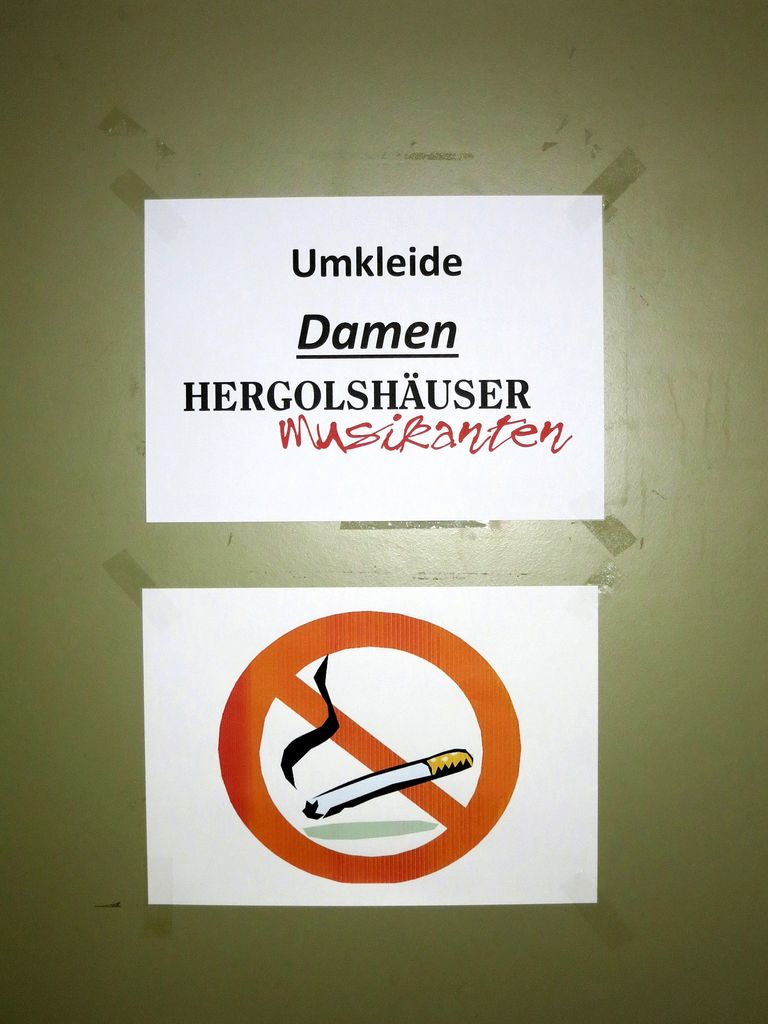 Umkleide
Damen
HERGOLSHÄUSER
Musikanten